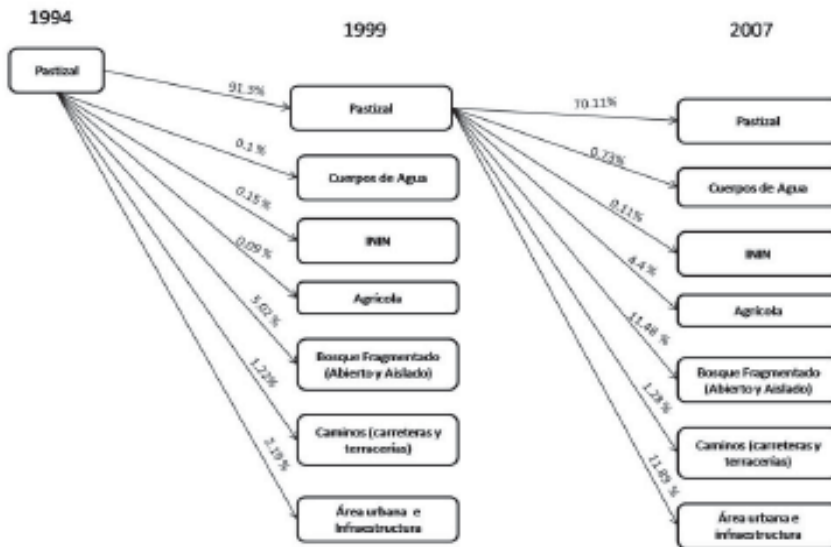 1994
1999
2007
Pastizal
91.3%
0.1 %
0.15 %
0.09 %
5.02 %
1.22%
2.19%
Pastizal
Cuerpos de Agua
ININ
Agrícola
Bosque Fragmentado
(Abierto y Aislado)
Caminos (carreteras y
terracerías)
Área urbana e
Infraestructura
70.11%
0.73%
0.11%
4.4 %
11.48 %
1.28 %
11.89 %
Pastizal
Cuerpos de Agua
ININ
Agrícola
Bosque Fragmentado
(Abierto y Aislado)
Caminos (carreteras y
terracerías)
Área urbana e
infraestructura